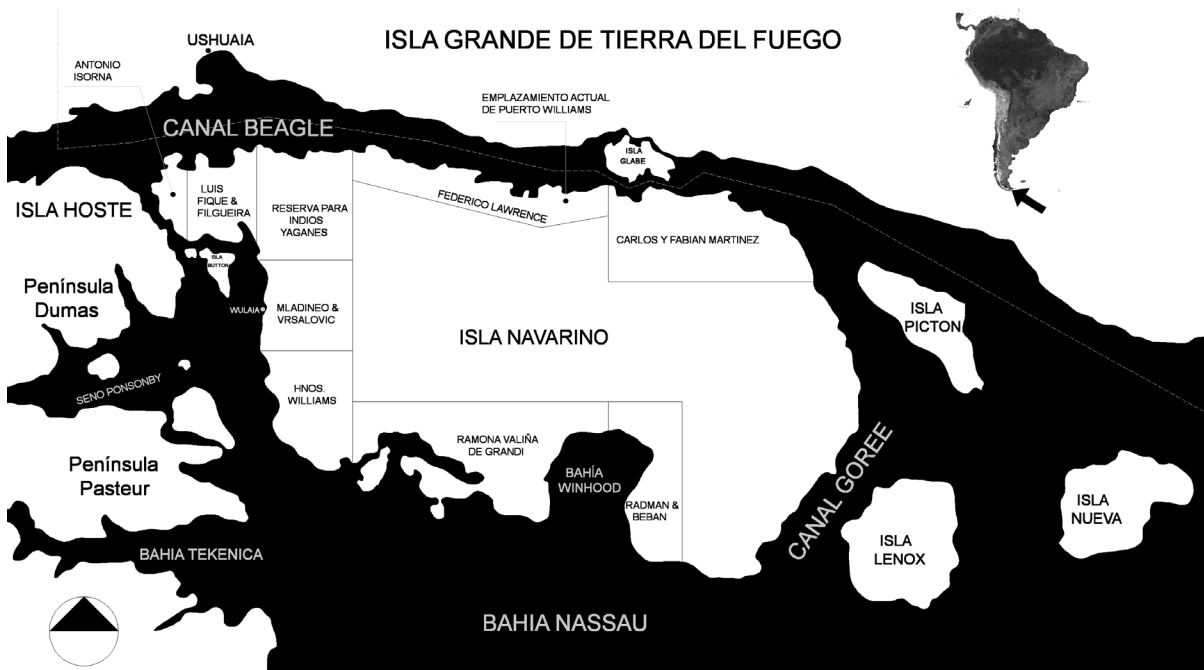 USHUAIA
ISLA GRANDE DE TIERRA DEL FUEGO
ANTONIO
ISORNA
EMPLAZAMIENTO ACTUAL
DE PUERTO WILLIAMS
CANAL BEAGLE
ISLA
GLABE
ISLA HOSTE
LUIS
FIQUE &
FILGUEIRA
RESERVA PARA
INDIOS
YAGANES
FEDERICO LAWRENCE
CARLOS Y FABIAN MARTINEZ
ISLA
BUTTON
Península
Dumas
WULAIA
MLADINEO &
VRSALOVIC
ISLA NAVARINO
ISLA
PICTON
SENO PONSONBY
HNOS.
WILLIAMS
RAMONA VALIÑA
DE GRANDI
Península
Pasteur
BAHÍA
WINHOOD
RADMAN &
BEBAN
CANAL GOREE
ISLA
NUEVA
ISLA
LENOX
BAHIA TEKENICA
BAHIA NASSAU